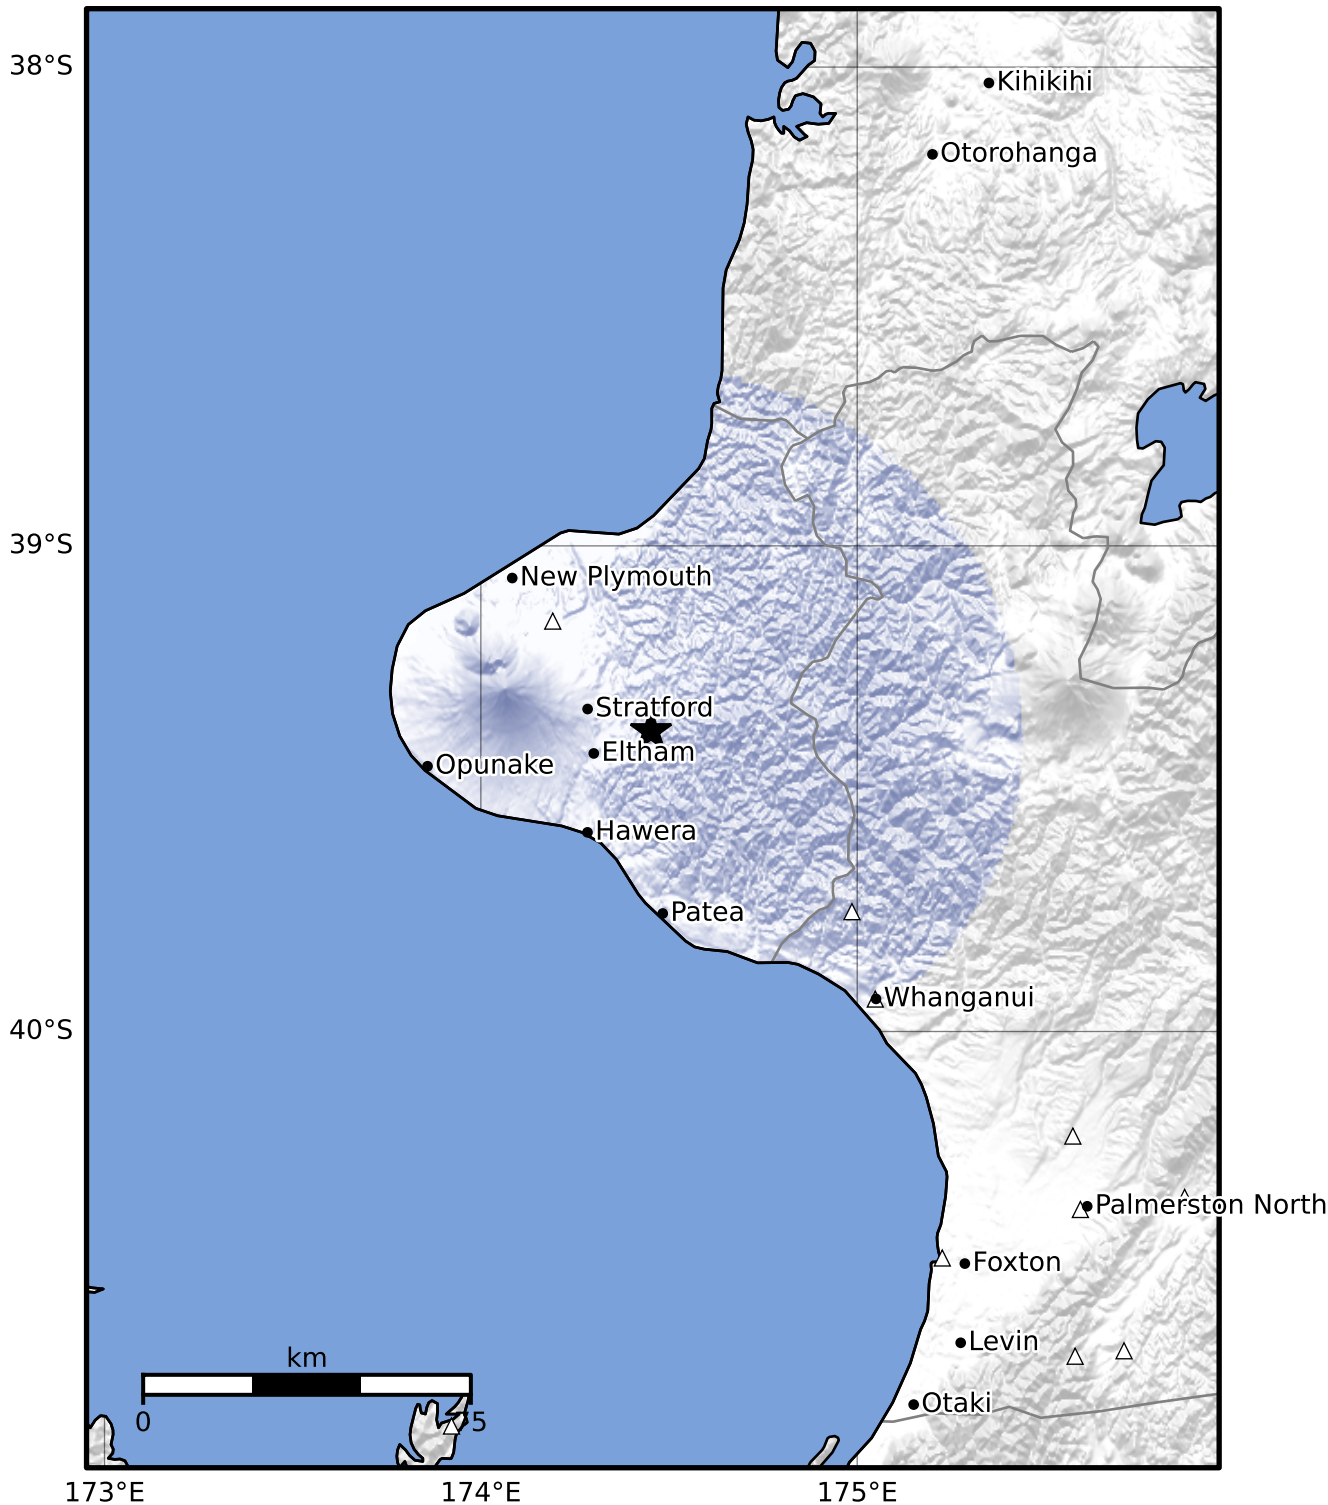 38°S
Kihikihi
Otorohanga
39°S
New Plymouth
Stratford
Eltham
Opunake
Hawera
Patea
Whanganui
40°S
Palmerston North
Foxton
Levin
km
Otaki
0
173°E
174°E
175°E